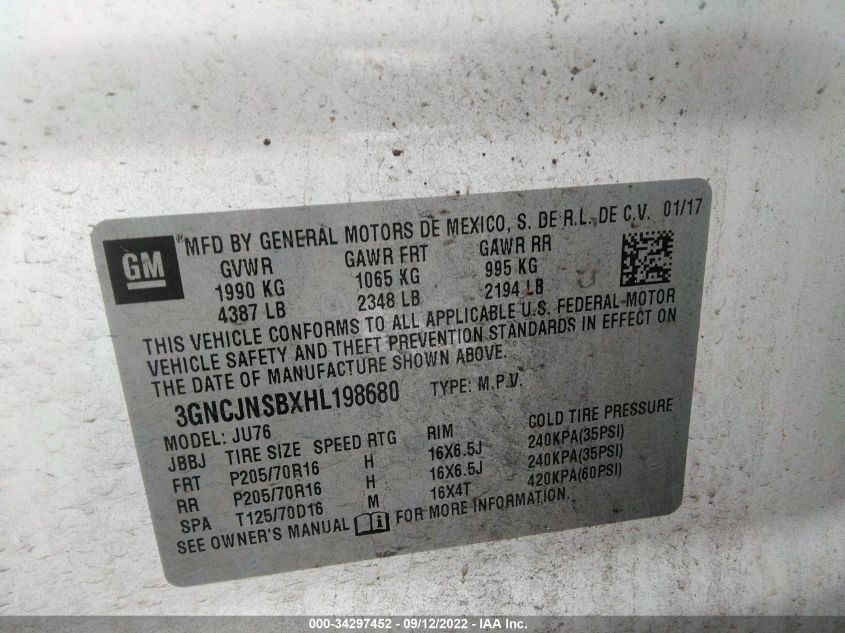 GM
®MFD BY GENERAL MOTORS DE MEXICO, S. DE R.L. DE C.V. 01/17
GVWR GAWR FRT GAWR RR
1990 KG 1065 KG 995 KG
4387 LB 2348 LB 2194 LB
THIS VEHICLE CONFORMS TO ALL APPLICABLE U.S. FEDERAL MOTOR
VEHICLE SAFETY AND THEFT PREVENTION STANDARDS IN EFFECT ON
THE DATE OF MANUFACTURE SHOWN ABOVE.
3GNCJNSBXHL198680 TYPE: M.P.V.
MODEL: JU76
JBBJ TIRE SIZE SPEED RTG RIM COLD TIRE PRESSURE
FRT P205/70R16 H 16X6.5J 240KPA(35PSI)
RR P205/70R16 H 16X6.5J 240KPA(35PSI)
SPA T125/70D16 M 16X4T 420KPA(60PSI)
SEE OWNER'S MANUAL FOR MORE INFORMATION.
000-34297452 - 09/12/2022 - IAA Inc.